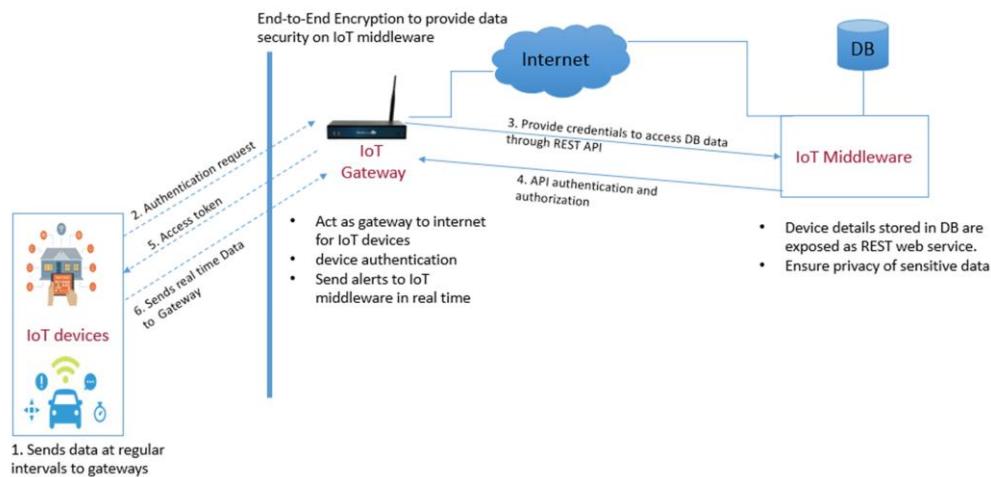 End-to-End Encryption to provide data
security on IoT middleware
Internet
DB
IoT
Gateway
3. Provide credentials to access DB data
through REST API
IoT Middleware
4. API authentication and
authorization
2. Authentication request
5. Access token
6. Sends real time Data
to Gateway
• Act as gateway to internet
for IoT devices
• device authentication
• Send alerts to IoT
middleware in real time
• Device details stored in DB are
exposed as REST web service.
• Ensure privacy of sensitive data
IoT devices
1. Sends data at regular
intervals to gateways